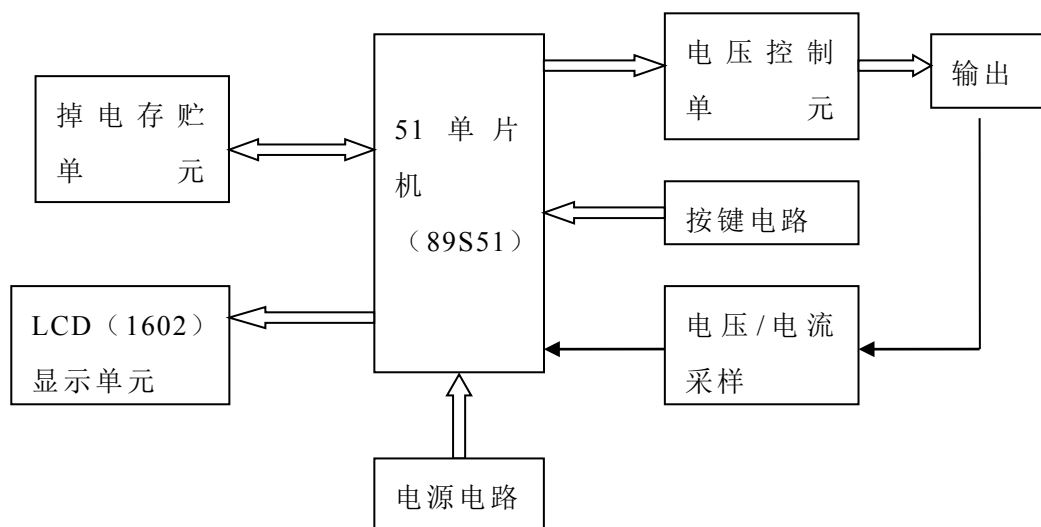 掉电存贮
单元
LCD（1602）
显示单元
51单片
机
（89S51）
电源电路
电压控制
单元
输出
按键电路
电压/电流
采样